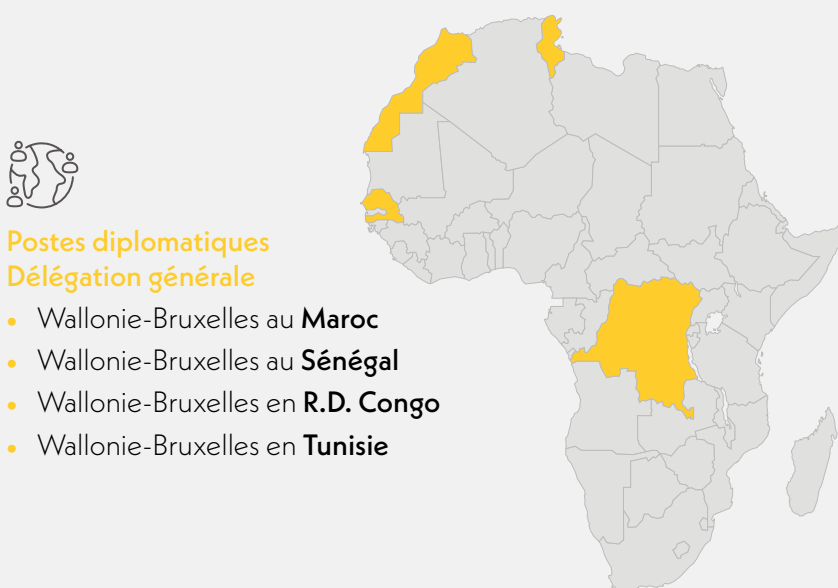 Postes diplomatiques
Délégation générale
• Wallonie-Bruxelles au Maroc
• Wallonie-Bruxelles au Sénégal
• Wallonie-Bruxelles en R.D. Congo
• Wallonie-Bruxelles en Tunisie